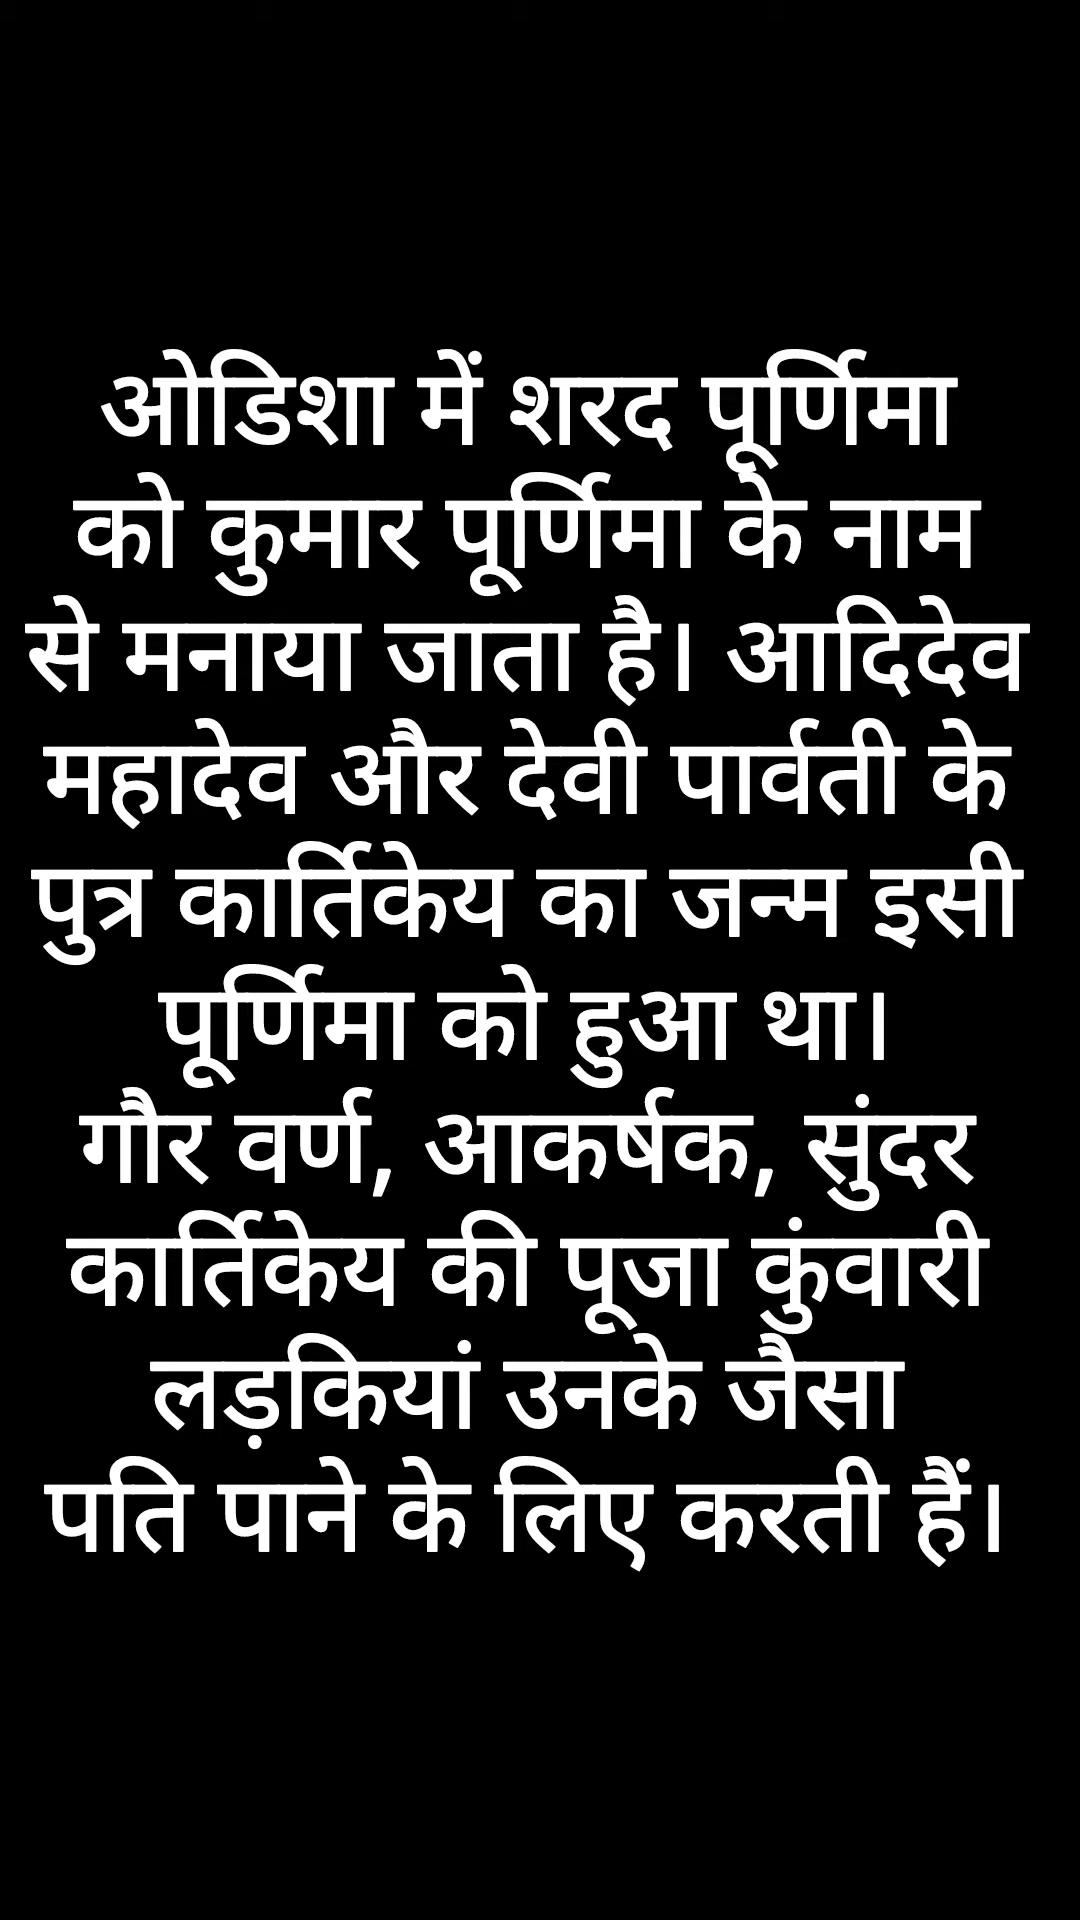 ओडिशा में शरद पूर्णिमा
को कुमार पूर्णिमा के नाम
से मनाया जाता है। आदिदेव
महादेव और देवी पार्वती के
पुत्र कार्तिकेय का जन्म इसी
पूर्णिमा को हुआ था।
गौर वर्ण, आकर्षक, सुंदर
कार्तिकेय की पूजा कुंवारी
लड़कियां उनके जैसा
पति पाने के लिए करती हैं।